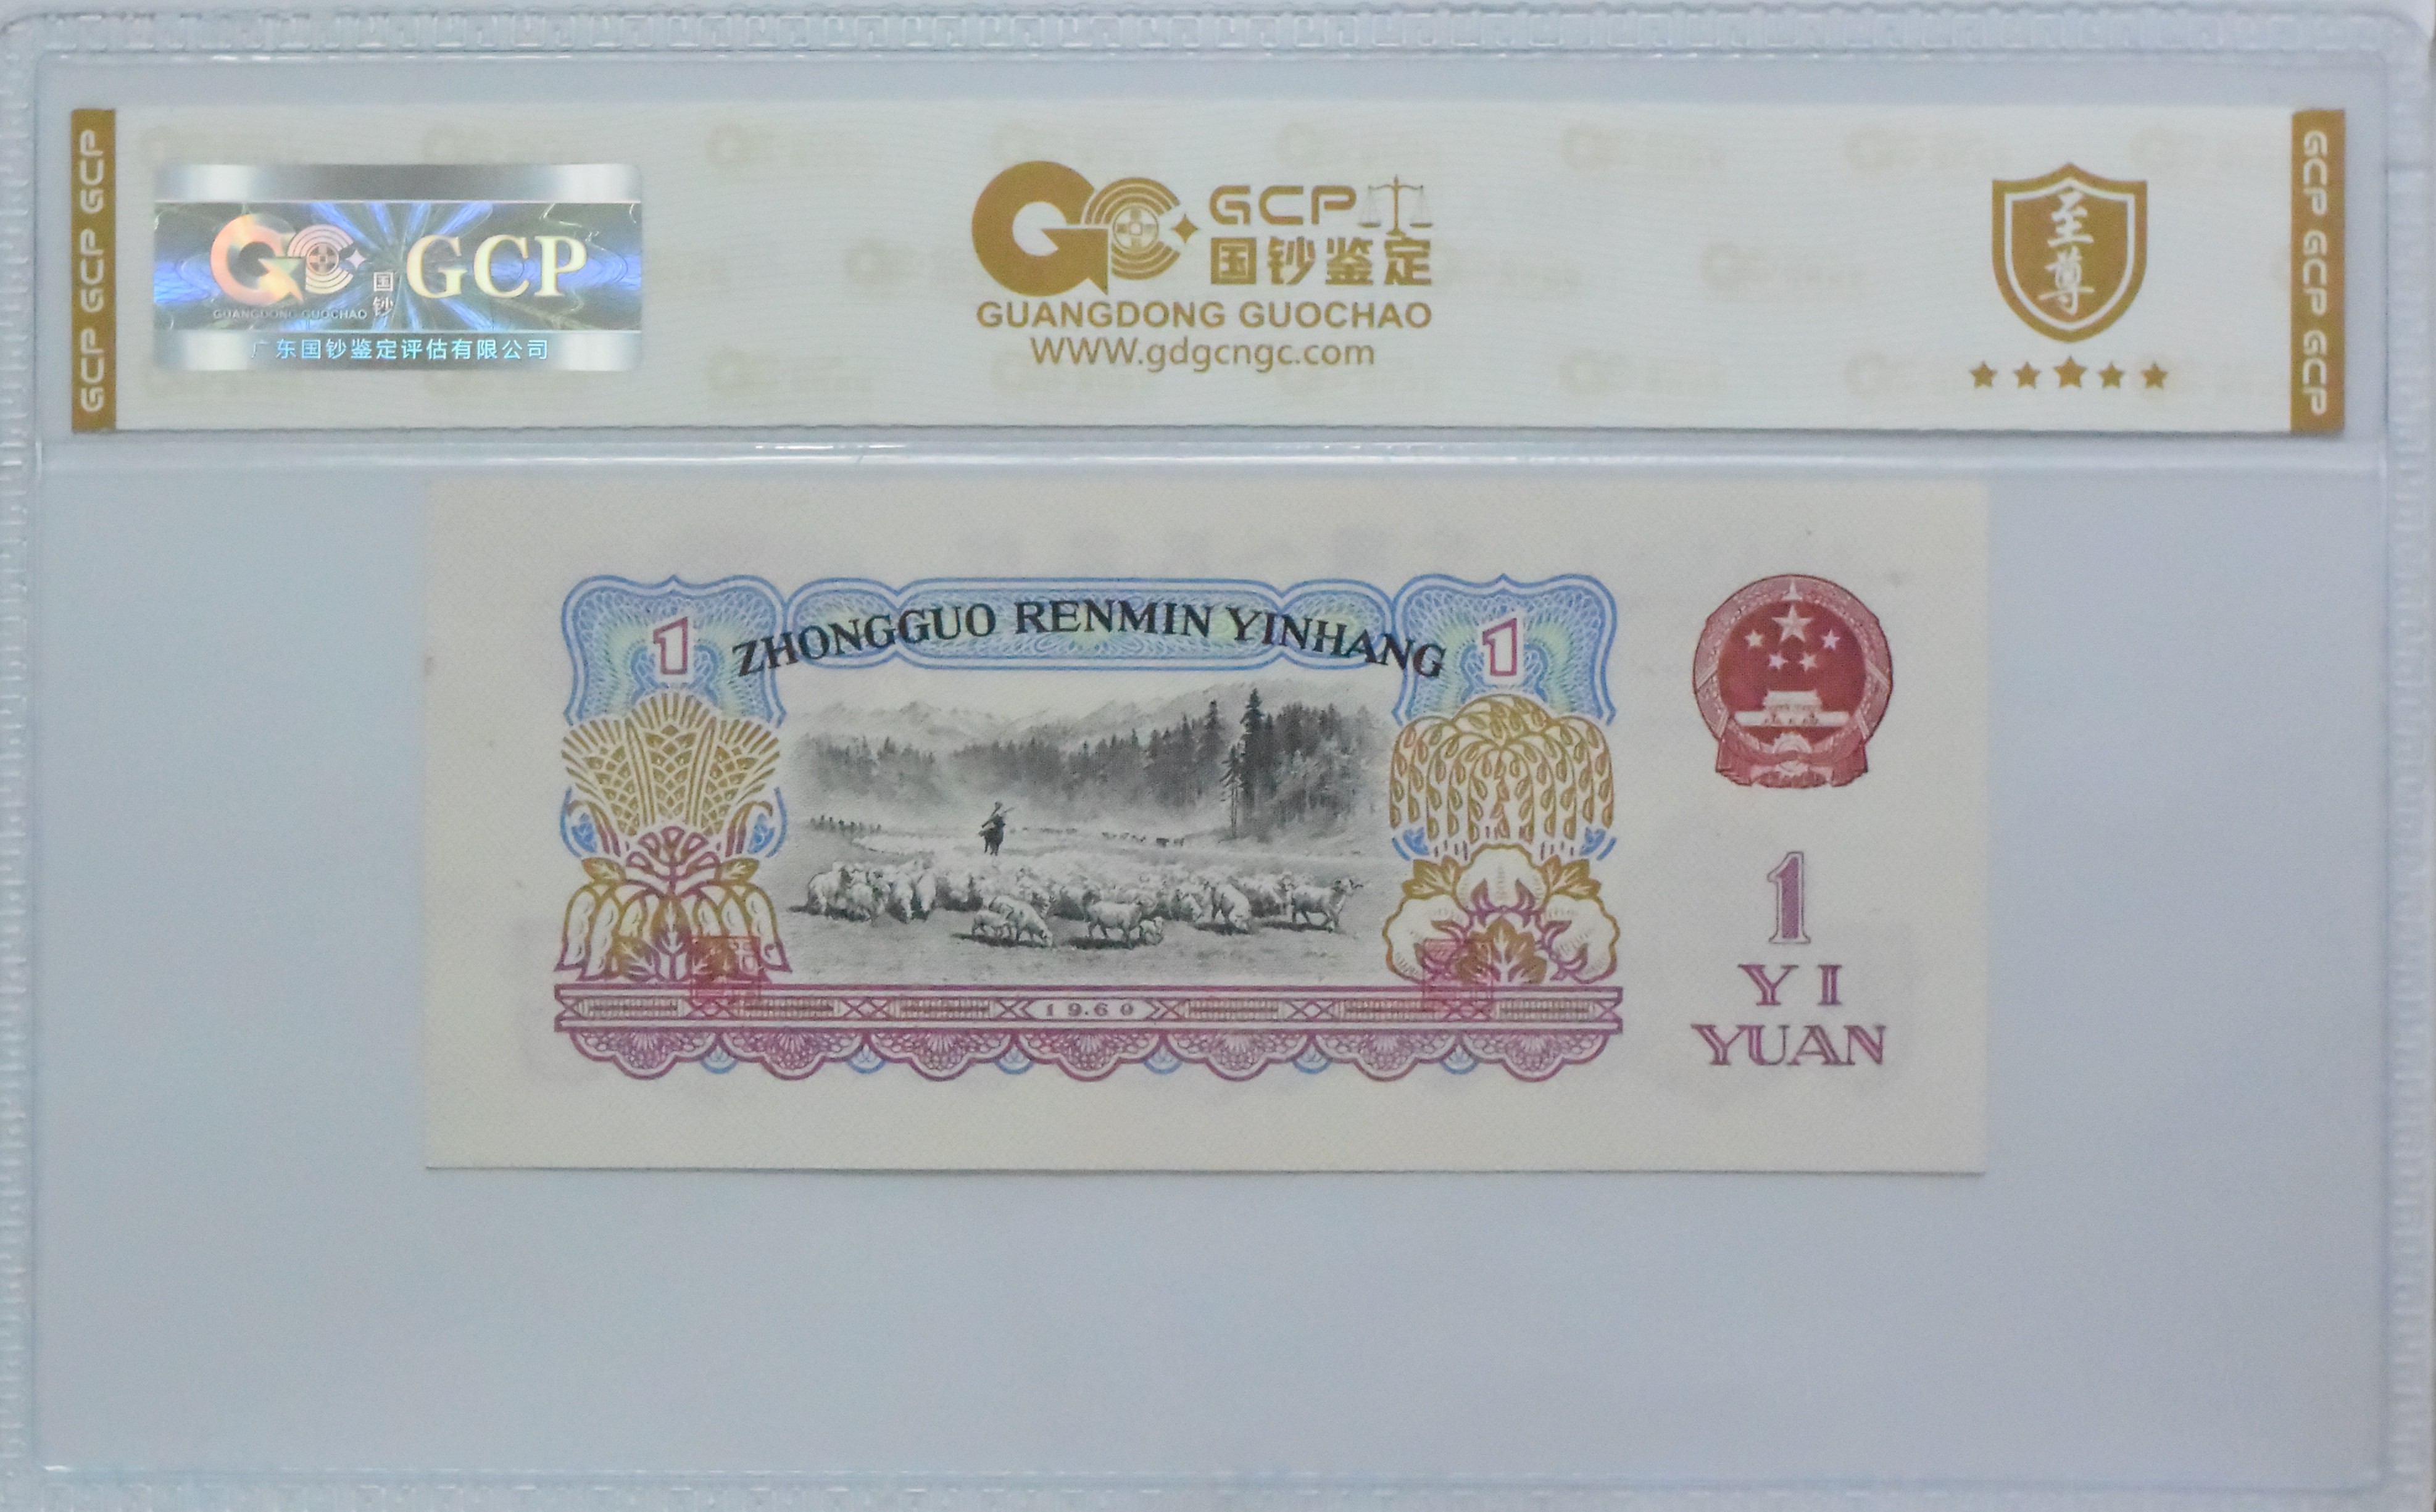 GCP GCP GCP
GCP
国钞
GUANGDONG GUOCHAO
广东国钞鉴定评估有限公司
GCP
国钞鉴定
GUANGDONG GUOCHAO
WWW.gdgcngc.com
至尊
GCP GCP GCP
1
ZHONGGUO RENMIN YINHANG
1
1960
1
YI
YUAN